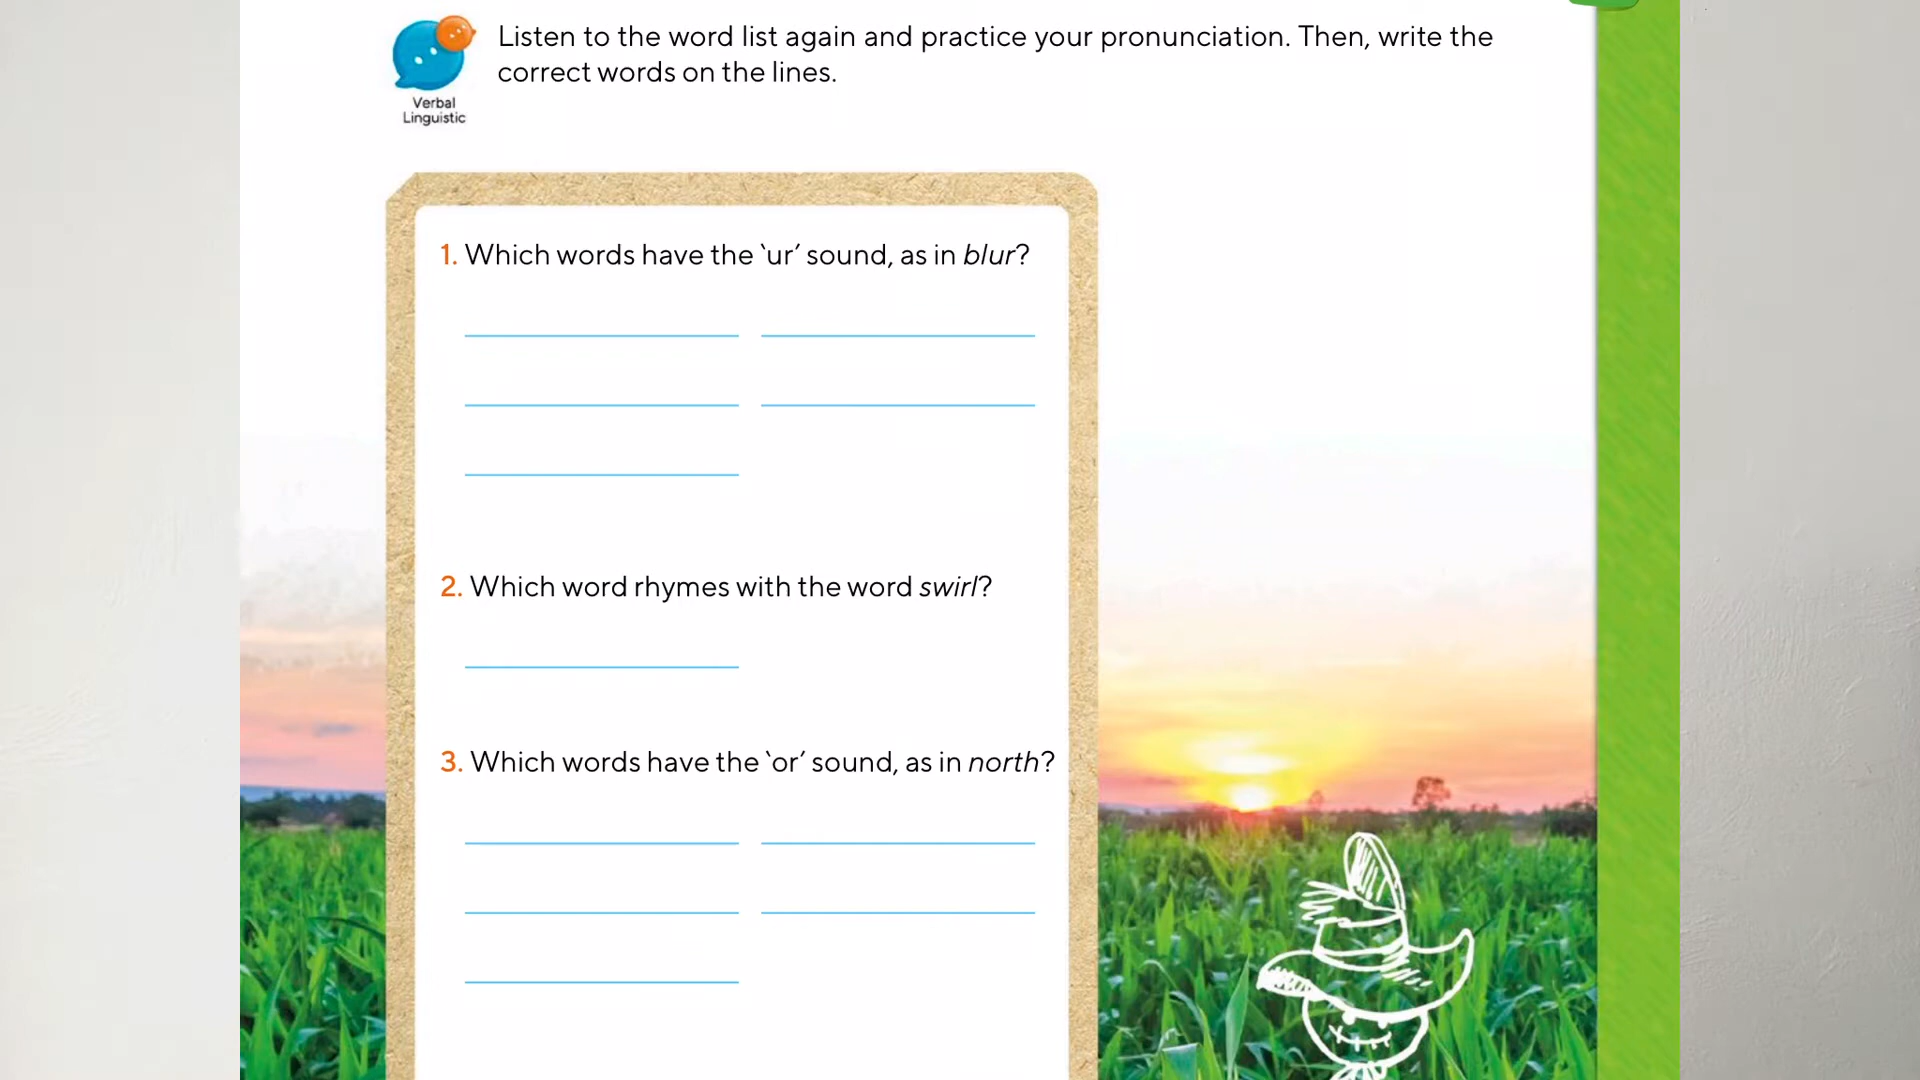 Listen to the word list again and practice your pronunciation. Then, write the
correct words on the lines.
Verbal
Linguistic
1. Which words have the ‘ur’ sound, as in blur?
2. Which word rhymes with the word swirl?
3. Which words have the ‘or’ sound, as in north?